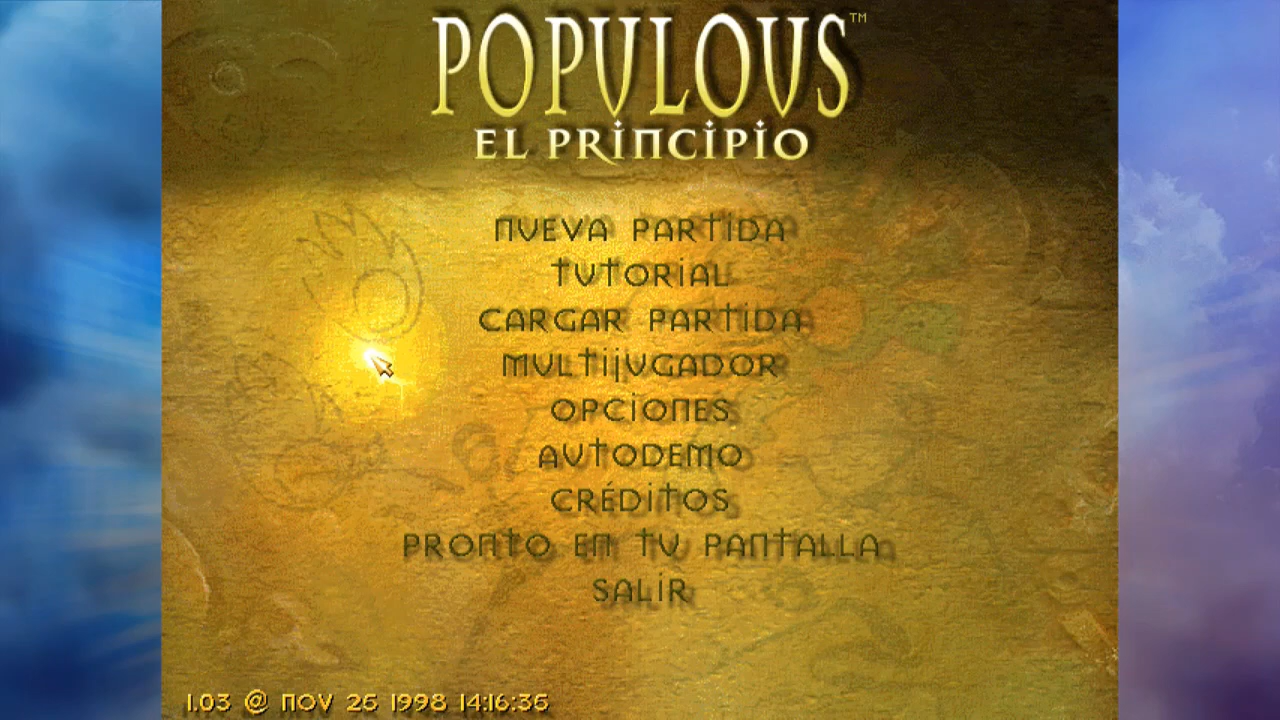 POPULOUS™
EL PRINCIPIO
NUEVA PARTIDA
TUTORIAL
CARGAR PARTIDA
MULTIJUGADOR
OPCIONES
AUTODEMO
CRÉDITOS
PRONTO EN TU PANTALLA
SALIR
1.03 @ NOV 26 1998 14:16:36